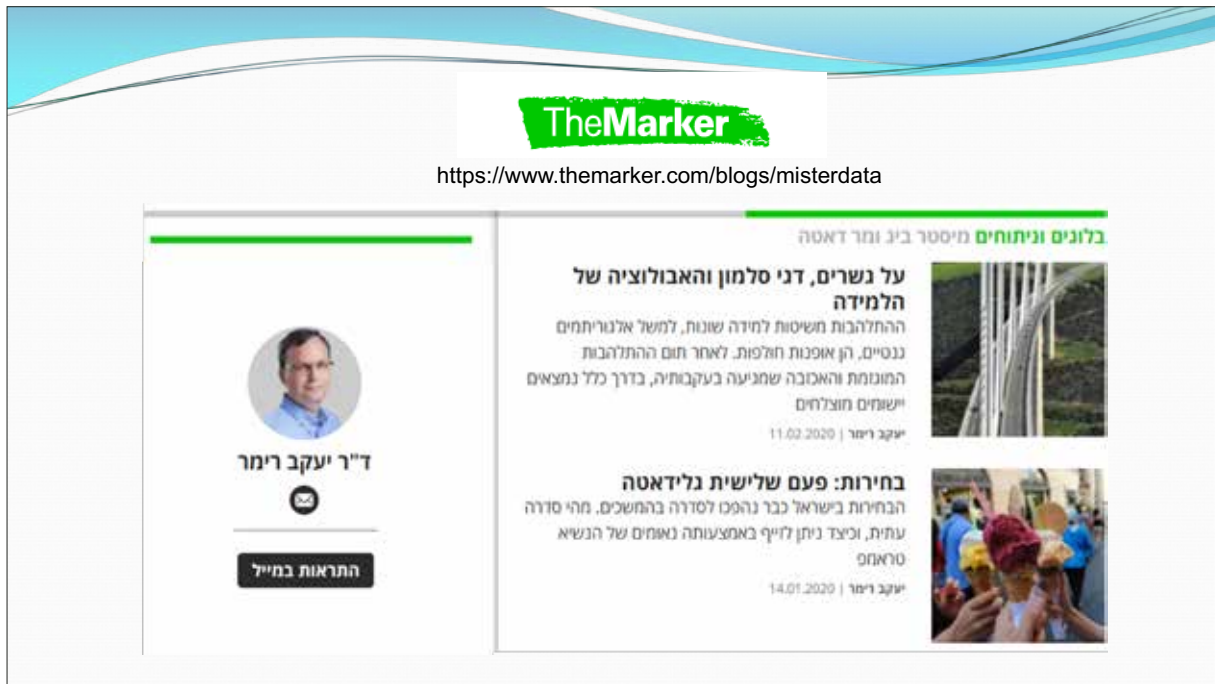 TheMarker
https://www.themarker.com/blogs/misterdata
בלוגים וניתוחים מיסטר ביג ומר דאטה
על גשרים, דגי סלמון והאבולוציה של
הלמידה
ההתלהבות משיטות למידה שונות, למשל אלגוריתמים
גנטיים, הן אופנות חולפות. לאחר תום ההתלהבות
המוגזמת והאכזבה שמגיעה בעקבותיה, בדרך כלל נמצאים
יישומים מוצלחים
יעקב רימר | 11.02.2020
בחירות: פעם שלישית גלידאטה
הבחירות בישראל כבר נהפכו לסדרה בהמשכים. מהי סדרה
עתית, וכיצד ניתן לזייף באמצעותה נאומים של הנשיא
טראמפ
יעקב רימר | 14.01.2020
ד"ר יעקב רימר
התראות במייל